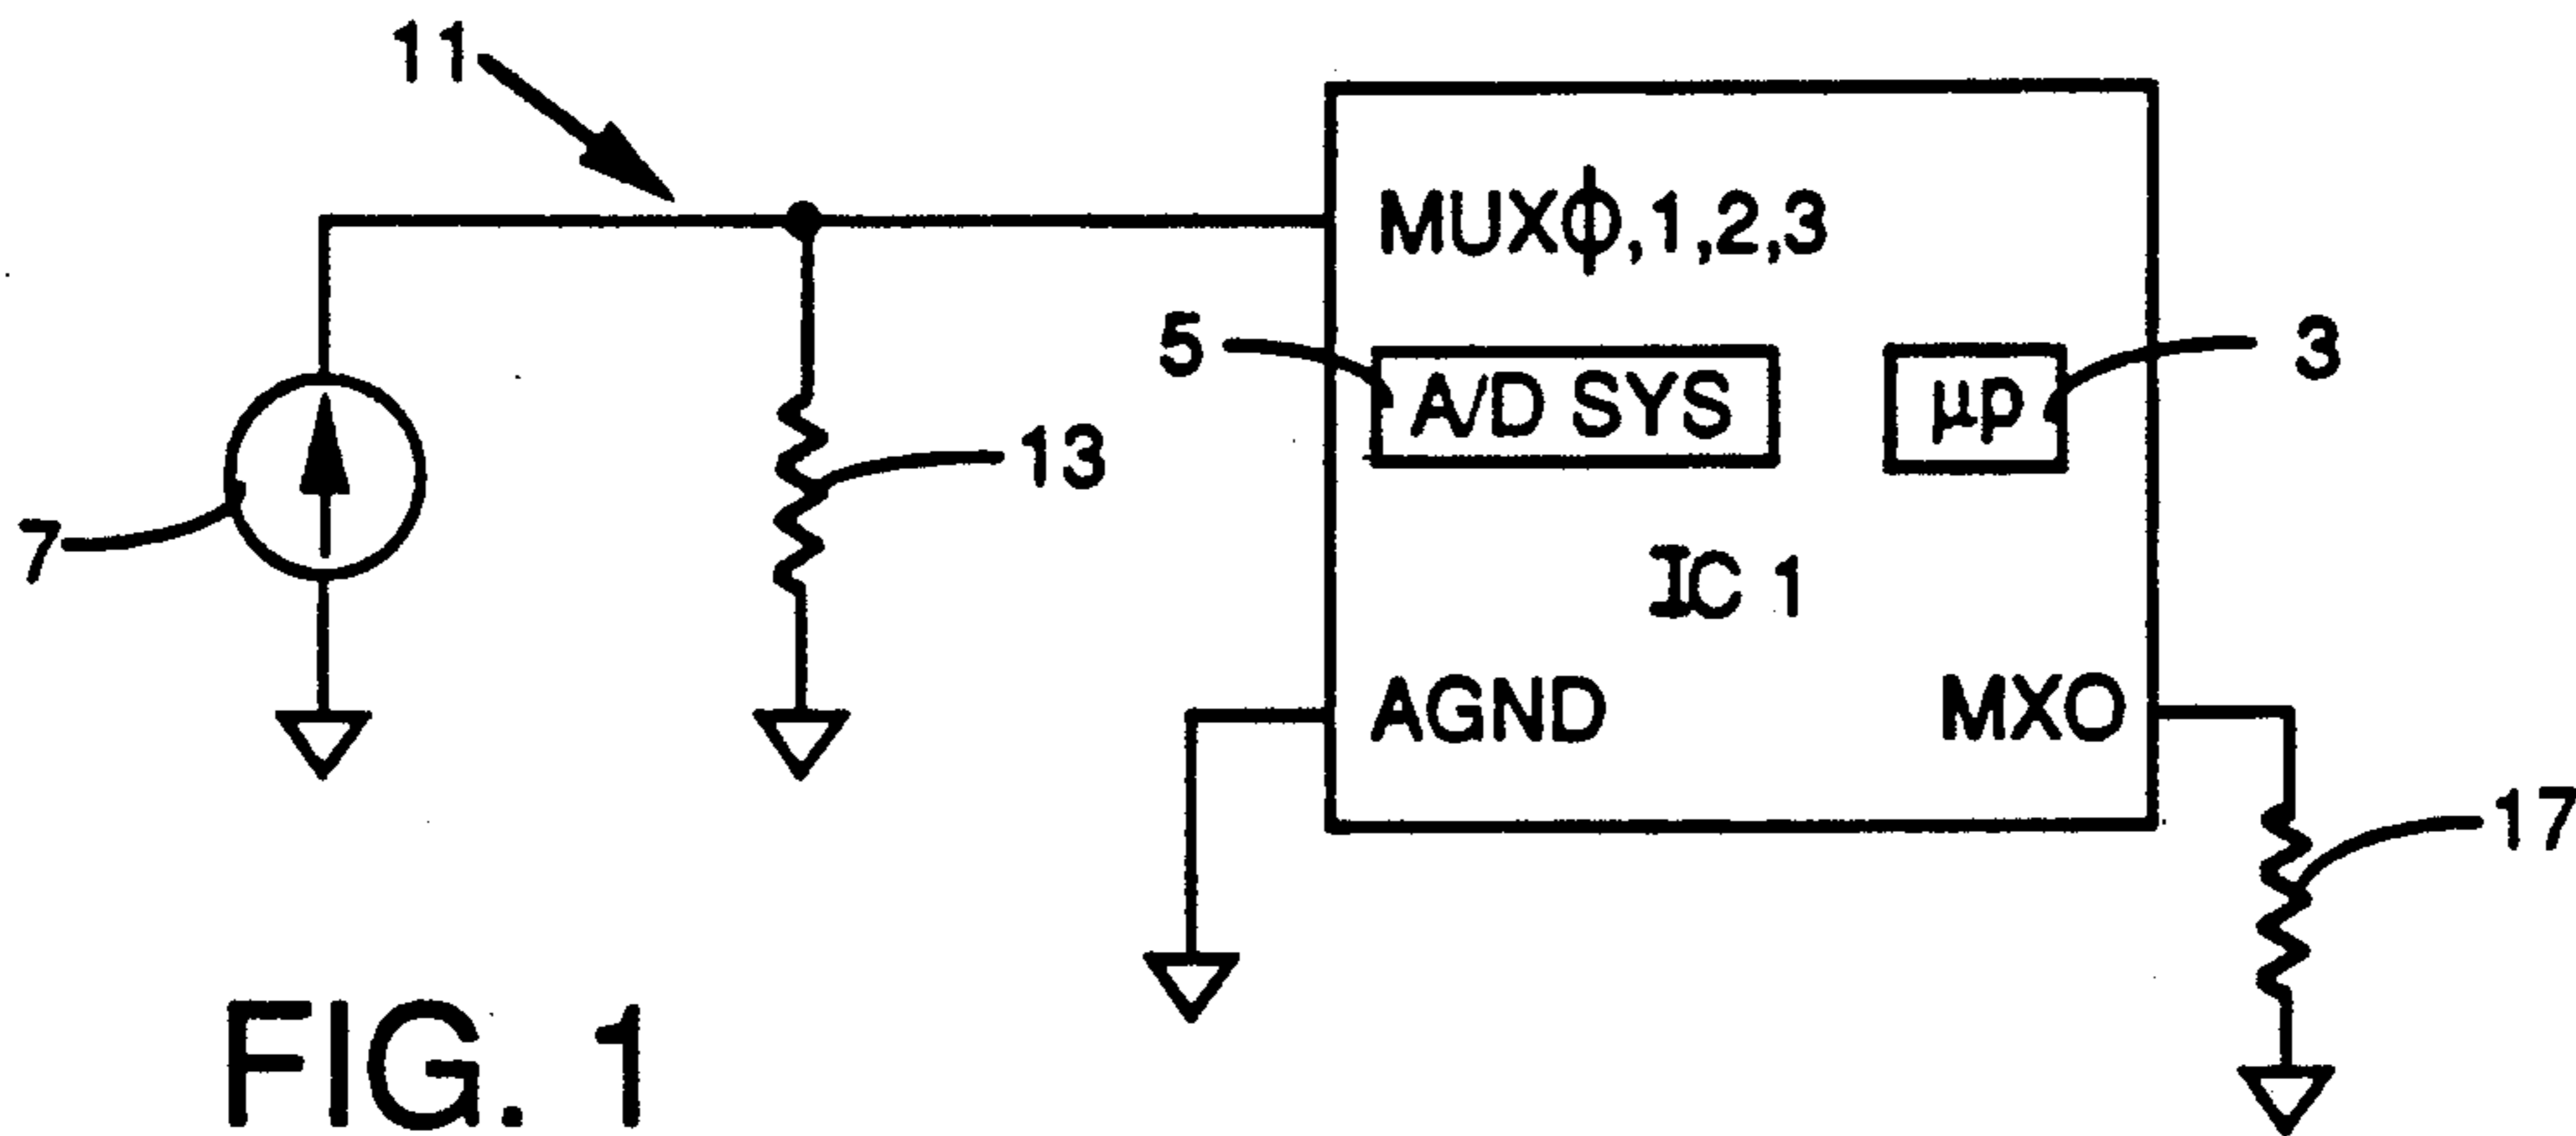 11
MUXϕ,1,2,3
5
A/D SYS
µp
3
13
7
IC 1
AGND
MXO
17
FIG. 1